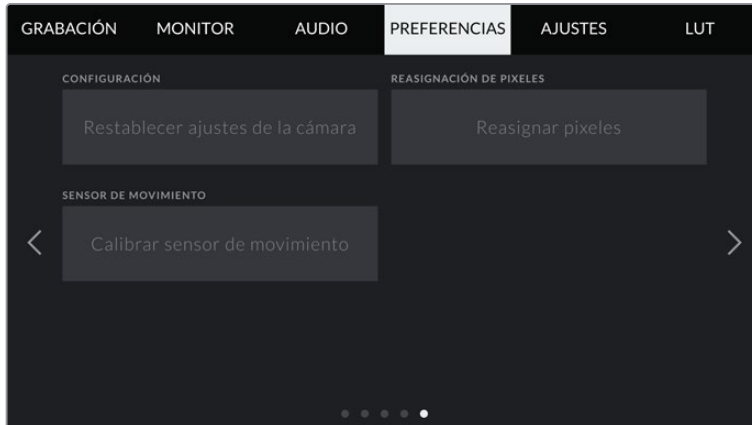 GRABACIÓN MONITOR AUDIO PREFERENCIAS AJUSTES LUT
CONFIGURACIÓN REASIGNACIÓN DE PIXELES
Restablecer ajustes de la cámara Reasignar pixeles
SENSOR DE MOVIMIENTO
Calibrar sensor de movimiento